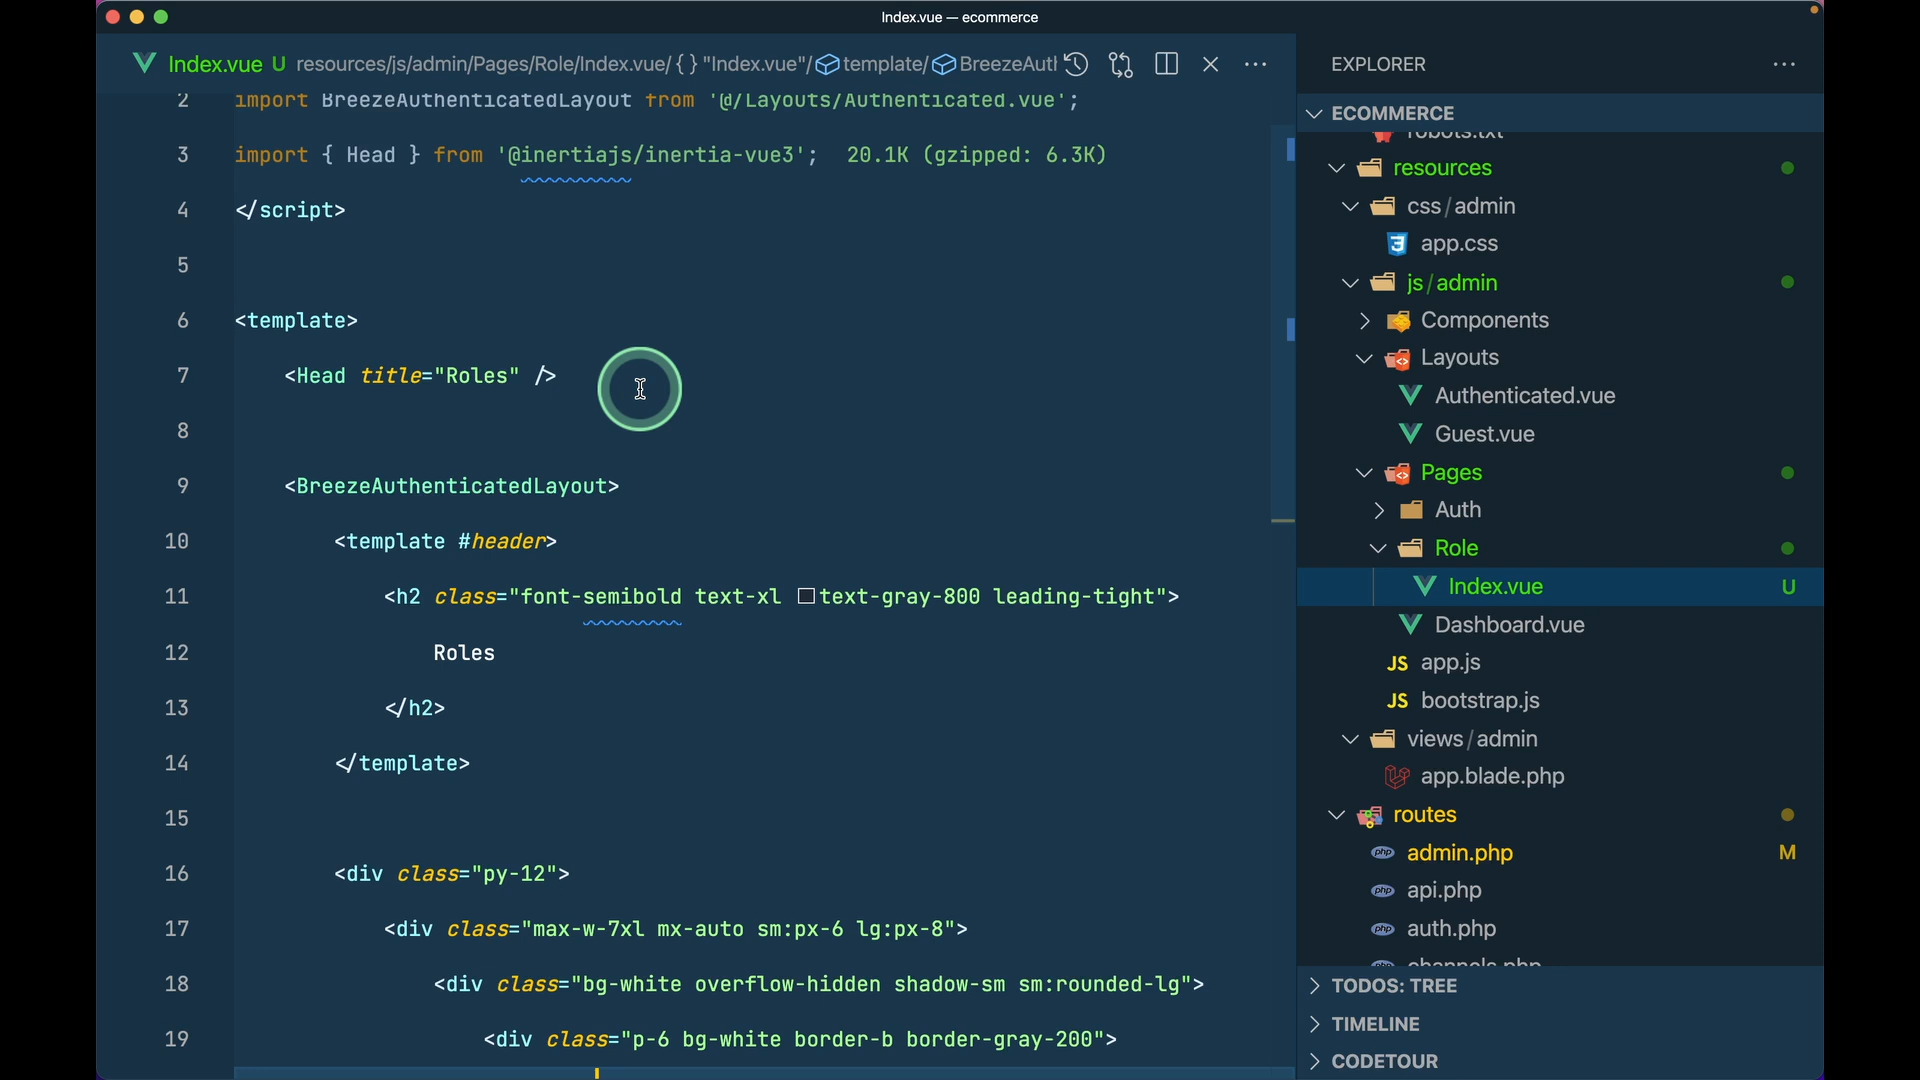 Index.vue — ecommerce
Index.vue U resources/js/admin/Pages/Role/Index.vue/ {} "Index.vue"/ template/ BreezeAuth
2 import BreezeAuthenticatedLayout from '@/Layouts/Authenticated.vue';
3 import { Head } from '@inertiajs/inertia-vue3'; 20.1K (gzipped: 6.3K)
4 </script>
5
6 <template>
7 <Head title="Roles" />
8
9 <BreezeAuthenticatedLayout>
10 <template #header>
11 <h2 class="font-semibold text-xl text-gray-800 leading-tight">
12 Roles
13 </h2>
14 </template>
15
16 <div class="py-12">
17 <div class="max-w-7xl mx-auto sm:px-6 lg:px-8">
18 <div class="bg-white overflow-hidden shadow-sm sm:rounded-lg">
19 <div class="p-6 bg-white border-b border-gray-200">
EXPLORER
ECOMMERCE
robots.txt
resources
css/admin
app.css
js/admin
Components
Layouts
Authenticated.vue
Guest.vue
Pages
Auth
Role
Index.vue U
Dashboard.vue
JS app.js
JS bootstrap.js
views/admin
app.blade.php
routes
php admin.php M
php api.php
php auth.php
channels.php
TODOS: TREE
TIMELINE
CODETOUR